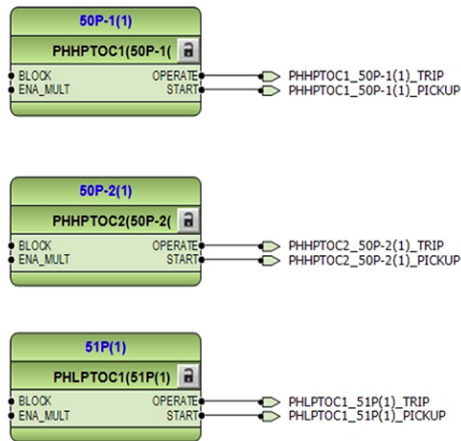 50P-1(1)
PHHPTOC1(50P-1(
BLOCK OPERATE PHHPTOC1_50P-1(1)_TRIP
ENA_MULT START PHHPTOC1_50P-1(1)_PICKUP
50P-2(1)
PHHPTOC2(50P-2(
BLOCK OPERATE PHHPTOC2_50P-2(1)_TRIP
ENA_MULT START PHHPTOC2_50P-2(1)_PICKUP
51P(1)
PHLPTOC1(51P(1)
BLOCK OPERATE PHLPTOC1_51P(1)_TRIP
ENA_MULT START PHLPTOC1_51P(1)_PICKUP